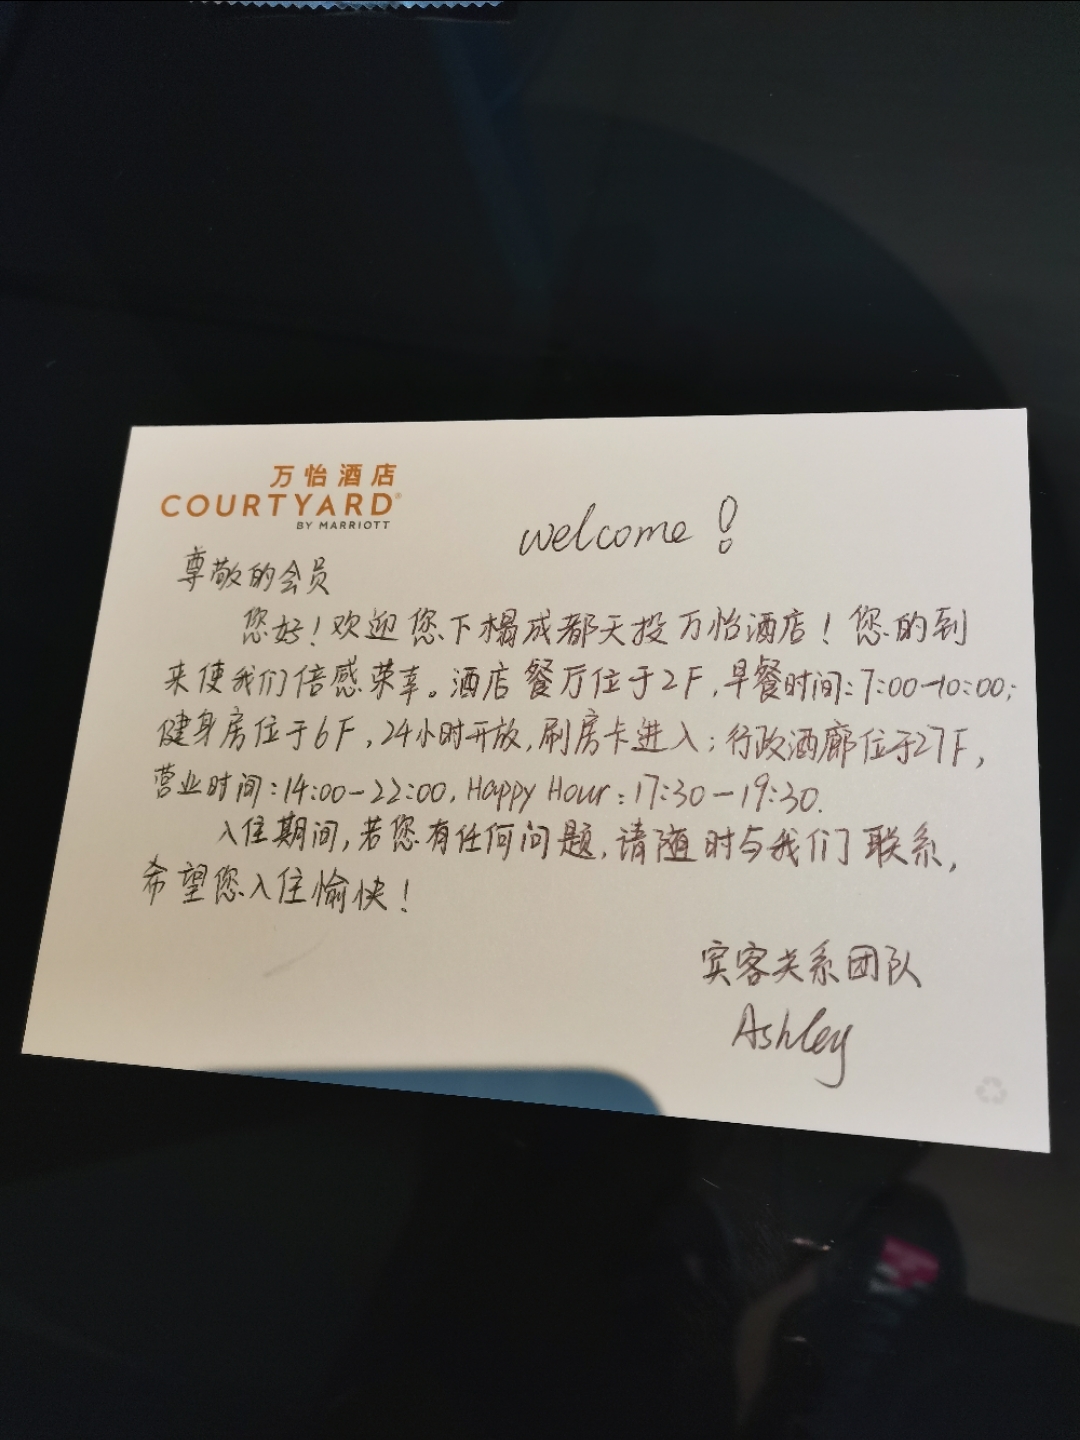 万怡酒店
COURTYARD®
BY MARRIOTT
welcome!
尊敬的会员
您好！欢迎您下榻成都天投万怡酒店！您的到
来使我们倍感荣幸。酒店餐厅位于2F,早餐时间:7:00-10:00;
健身房位于6F,24小时开放,刷房卡进入;行政酒廊位于27F,
营业时间:14:00-22:00,Happy Hour:17:30-19:30.
入住期间,若您有任何问题,请随时与我们联系,
希望您入住愉快!
宾客关系团队
Ashley